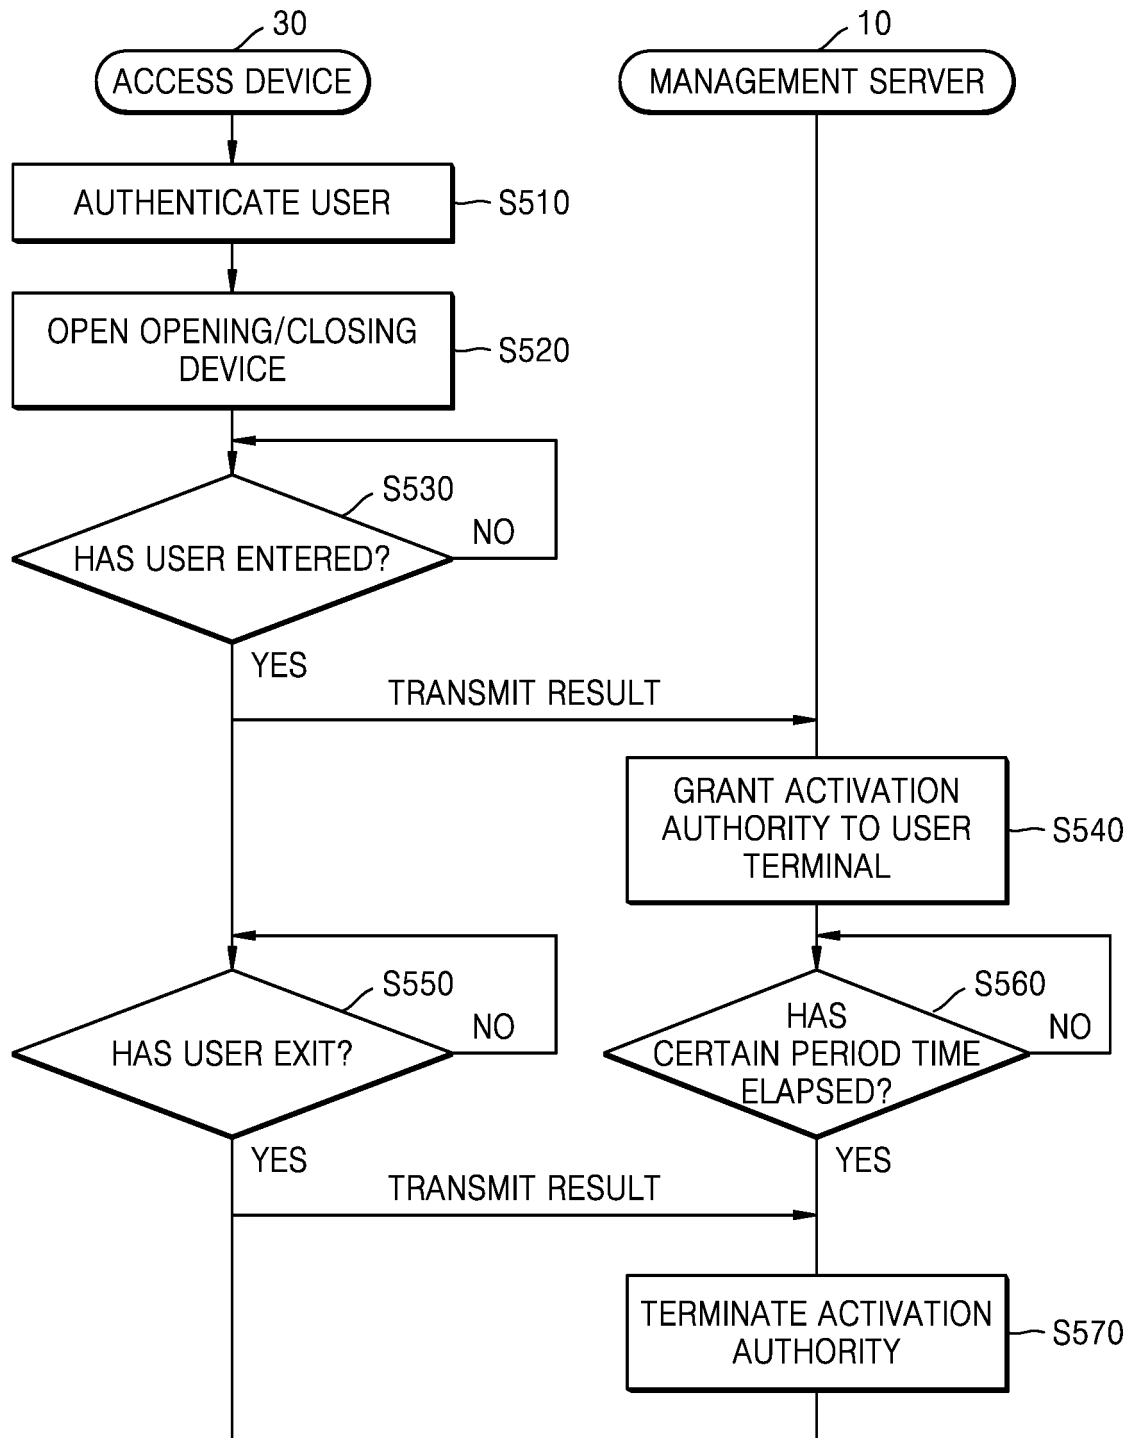 30
10
ACCESS DEVICE
MANAGEMENT SERVER
AUTHENTICATE USER
S510
OPEN OPENING/CLOSING
DEVICE
S520
S530
NO
HAS USER ENTERED?
YES
TRANSMIT RESULT
GRANT ACTIVATION
AUTHORITY TO USER
TERMINAL
S540
S550
NO
HAS USER EXIT?
YES
S560
NO
HAS
CERTAIN PERIOD TIME
ELAPSED?
YES
TRANSMIT RESULT
TERMINATE ACTIVATION
AUTHORITY
S570